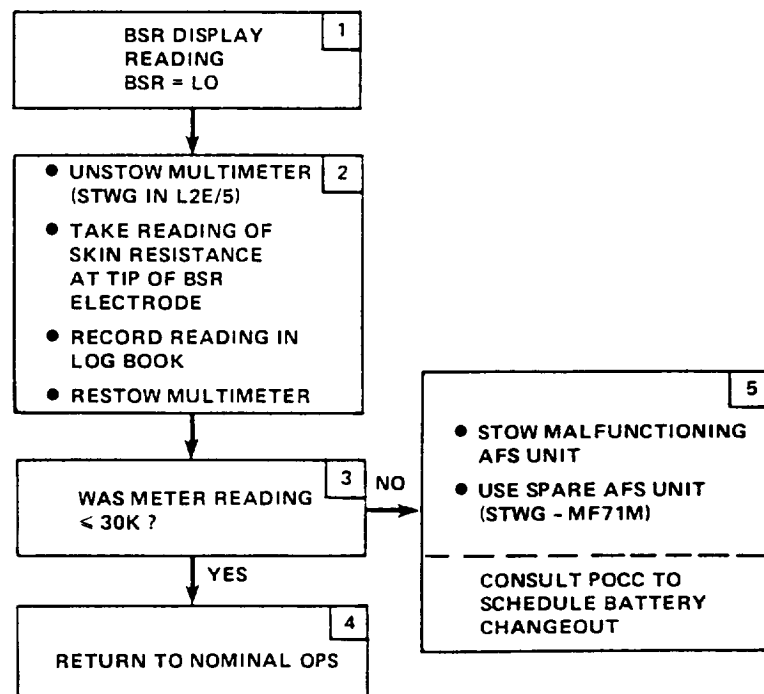 1
BSR DISPLAY
READING
BSR = LO
2
● UNSTOW MULTIMETER
(STWG IN L2E/5)
● TAKE READING OF
SKIN RESISTANCE
AT TIP OF BSR
ELECTRODE
● RECORD READING IN
LOG BOOK
● RESTOW MULTIMETER
3
WAS METER READING
⩽ 30K ?
NO
YES
4
RETURN TO NOMINAL OPS
5
● STOW MALFUNCTIONING
AFS UNIT
● USE SPARE AFS UNIT
(STWG - MF71M)
CONSULT POCC TO
SCHEDULE BATTERY
CHANGEOUT